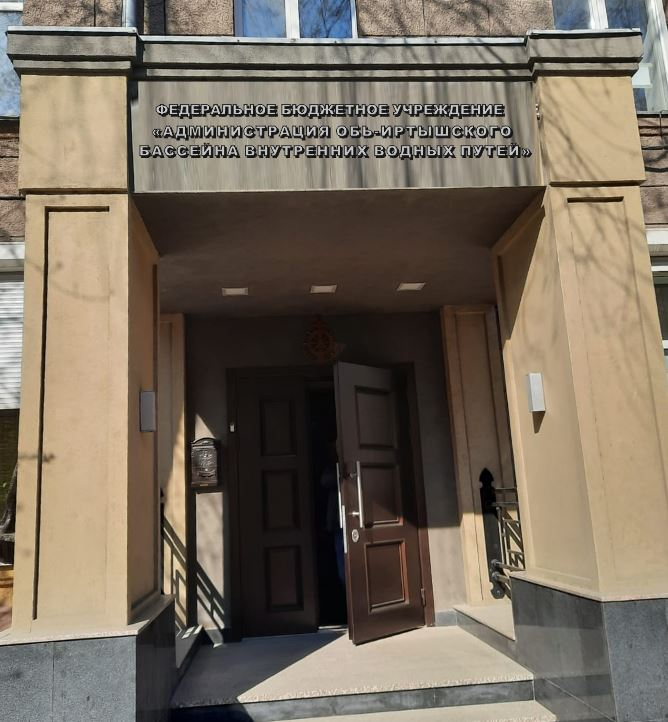 ФЕДЕРАЛЬНОЕ БЮДЖЕТНОЕ УЧРЕЖДЕНИЕ
«АДМИНИСТРАЦИЯ ОБЬ-ИРТЫШСКОГО
БАССЕЙНА ВНУТРЕННИХ ВОДНЫХ ПУТЕЙ»